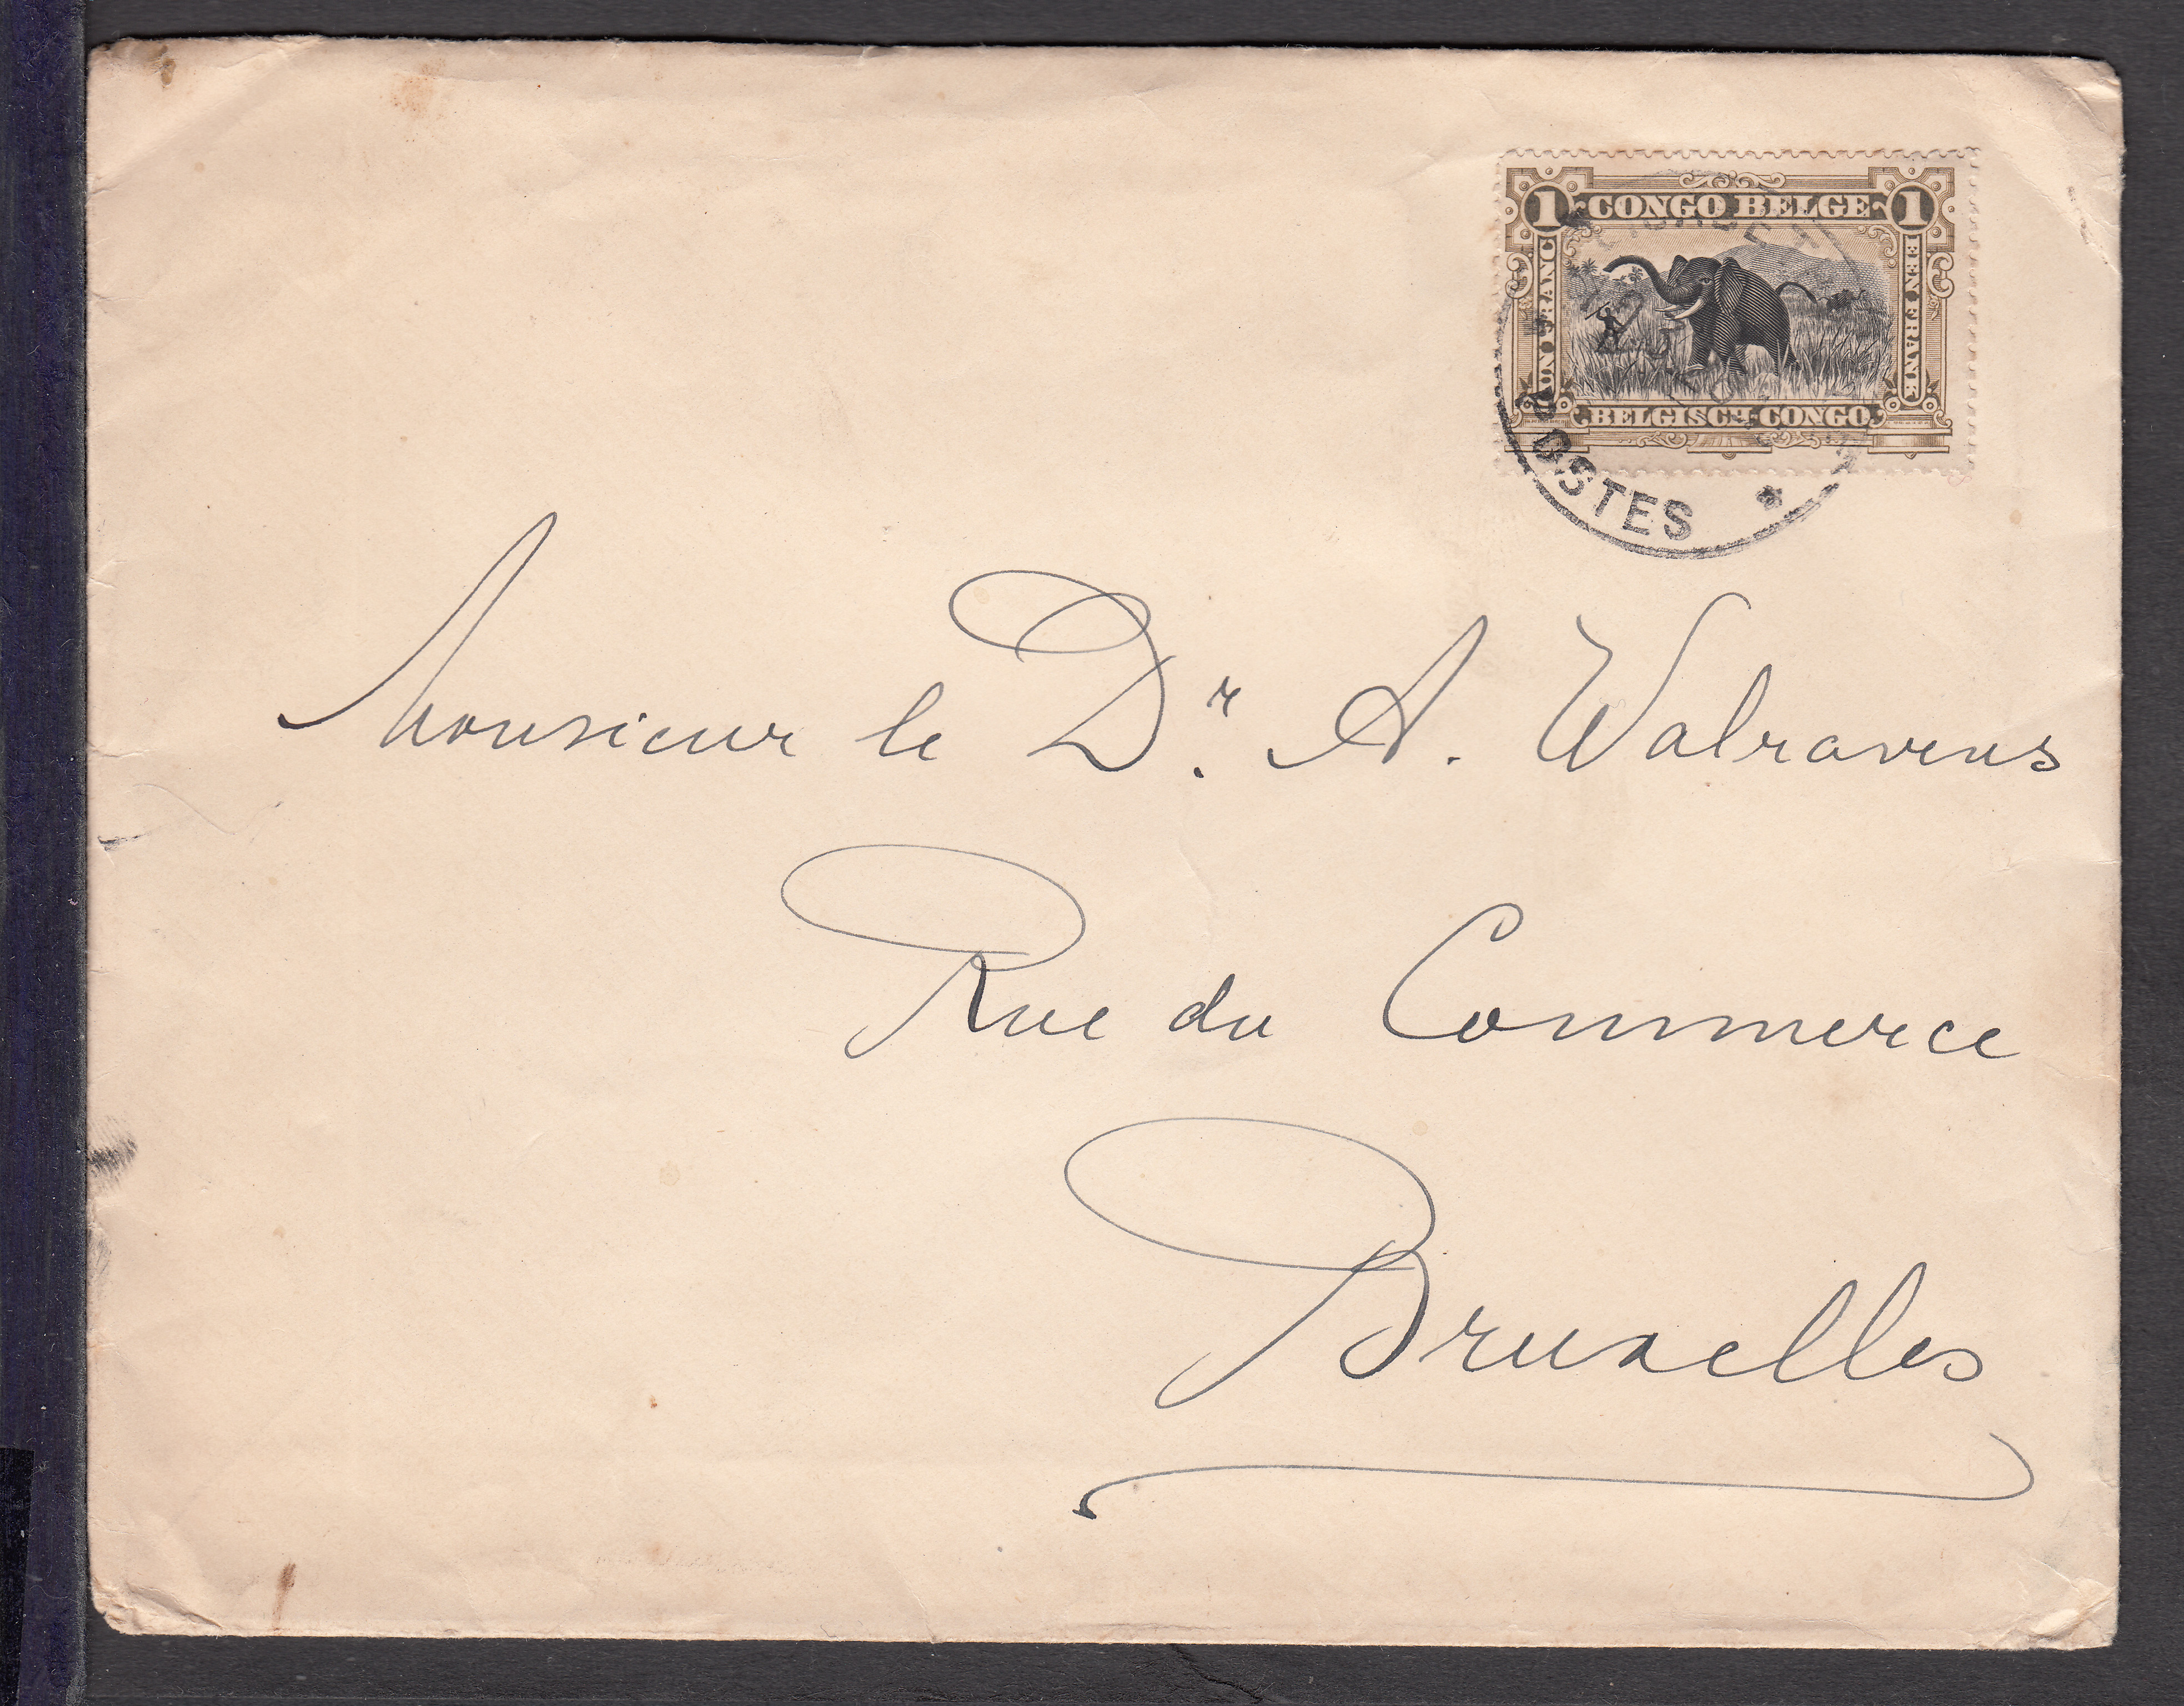 1 CONGO BELGE 1
UN FRANC
EEN FRANK
BELGISCH-CONGO
POSTES *
Monsieur le Dr. A. Walravens
Rue du Commerce
Bruxelles